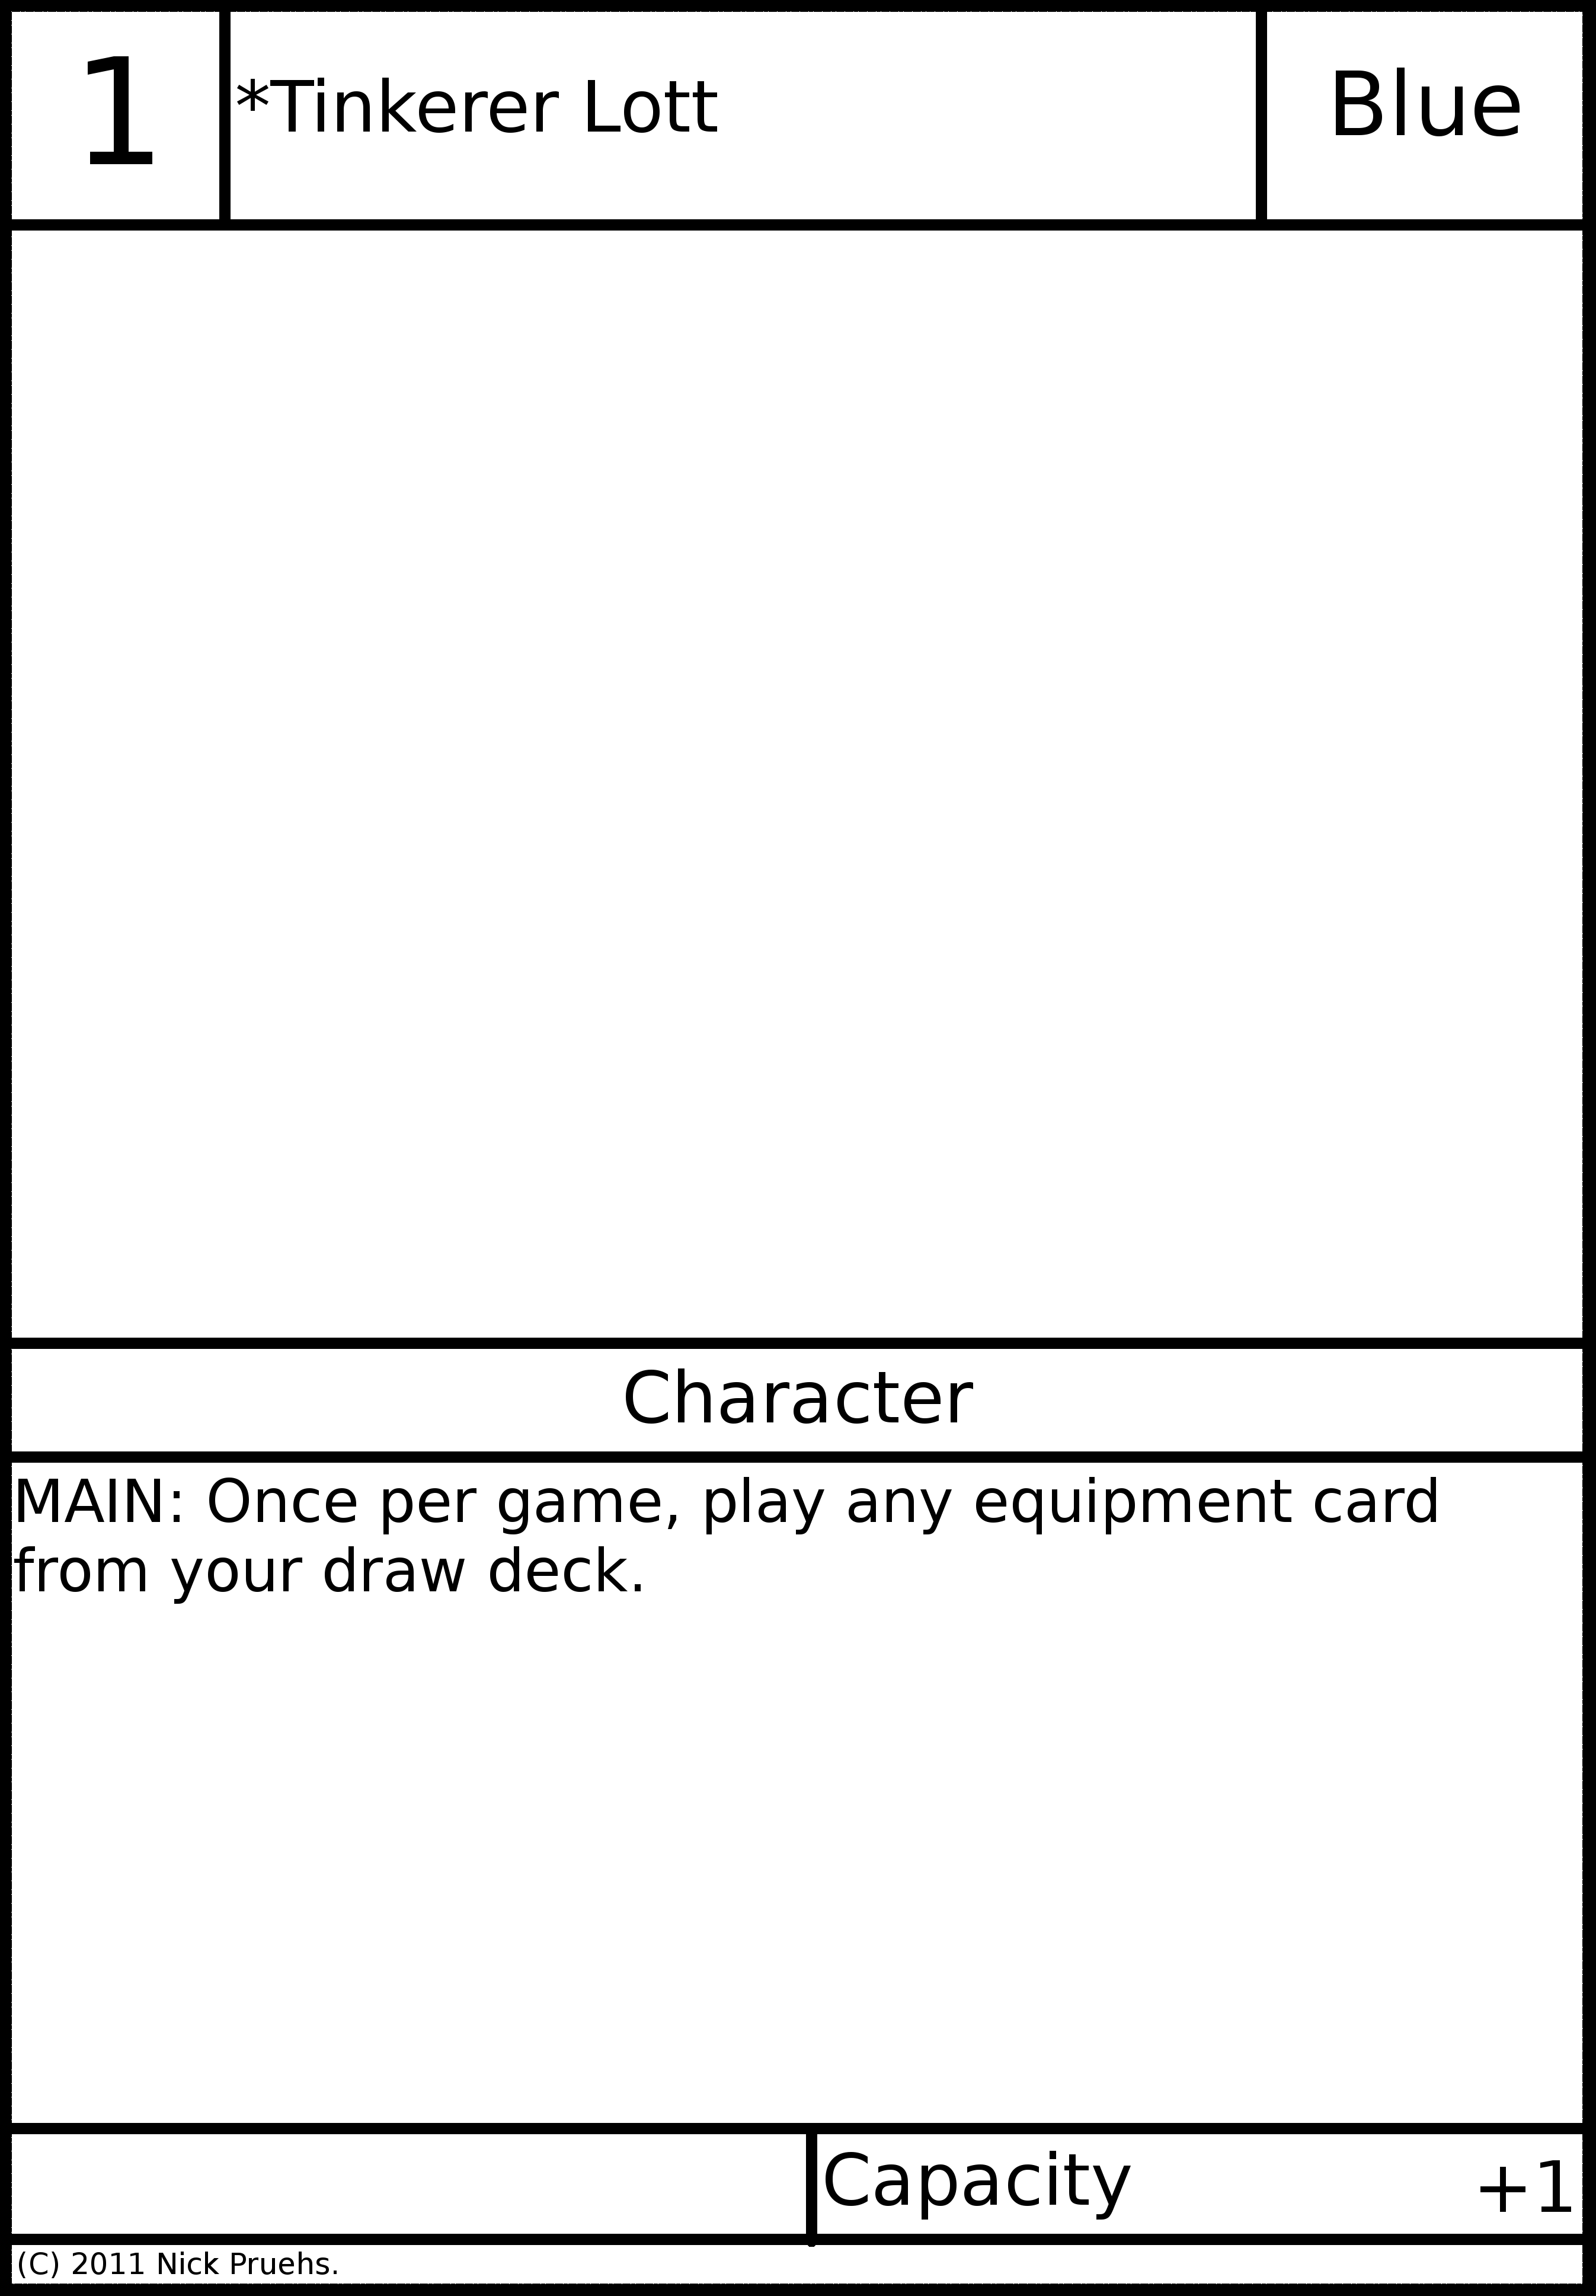 1
*Tinkerer Lott
Blue
Character
MAIN: Once per game, play any equipment card
from your draw deck.
Capacity +1
(C) 2011 Nick Pruehs.